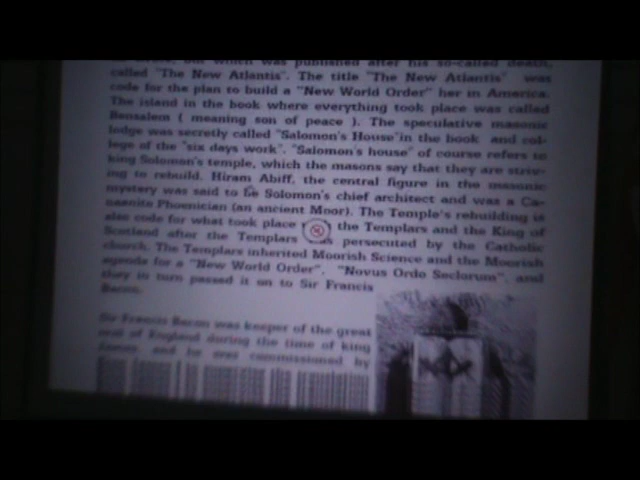 but which was published after his so-called death,
called "The New Atlantis". The title "The New Atlantis" was
code for the plan to build a "New World Order" her in America.
The island in the book where everything took place was called
Bensalem ( meaning son of peace ). The speculative masonic
lodge was secretly called "Salomon's House"in the book and col-
lege of the "six days work". "Salomon's house" of course refers to
king Solomon's temple, which the masons say that they are striv-
ing to rebuild. Hiram Abiff, the central figure in the masonic
mystery was said to be Solomon's chief architect and was a Ca-
naanite Phoenician (an ancient Moor). The Temple's rebuilding is
also code for what took place the Templars and the King of
Scotland after the Templars persecuted by the Catholic
church. The Templars inherited Moorish Science and the Moorish
agenda for a "New World Order", "Novus Ordo Seclorum", and
they in turn passed it on to Sir Francis
Bacon.
Sir Francis Bacon was keeper of the great
seal of England during the time of king
James and he was commissioned by